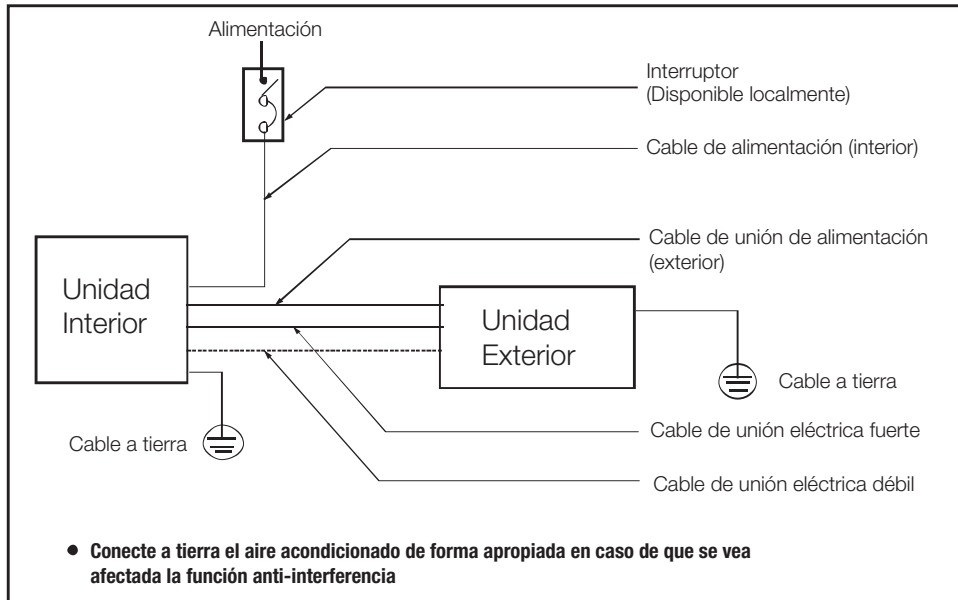 Alimentación
Interruptor
(Disponible localmente)
Cable de alimentación (interior)
Cable de unión de alimentación
(exterior)
Unidad
Interior
Unidad
Exterior
Cable a tierra
Cable a tierra
Cable de unión eléctrica fuerte
Cable de unión eléctrica débil
● Conecte a tierra el aire acondicionado de forma apropiada en caso de que se vea
afectada la función anti-interferencia